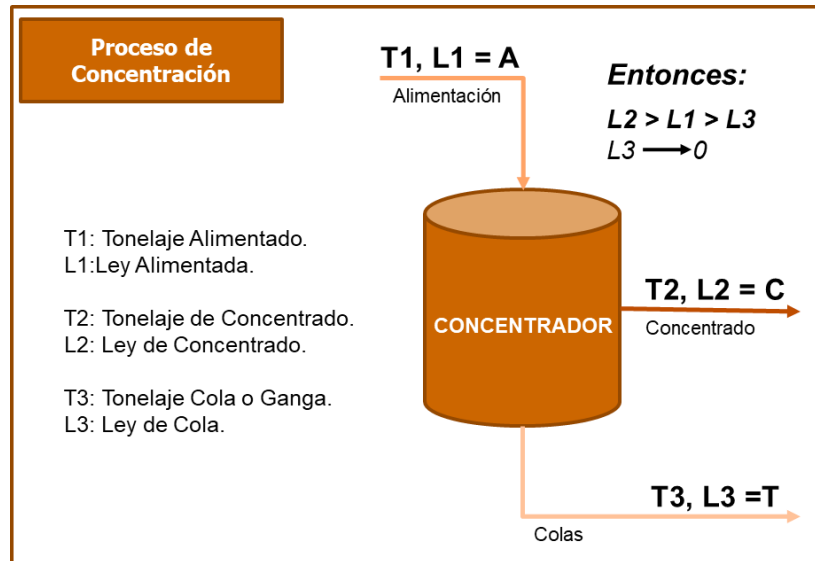 Proceso de
Concentración
T1, L1 = A
Alimentación
Entonces:
L2 > L1 > L3
L3 ⟶ 0
T1: Tonelaje Alimentado.
L1:Ley Alimentada.
T2: Tonelaje de Concentrado.
L2: Ley de Concentrado.
T3: Tonelaje Cola o Ganga.
L3: Ley de Cola.
CONCENTRADOR
T2, L2 = C
Concentrado
T3, L3 =T
Colas